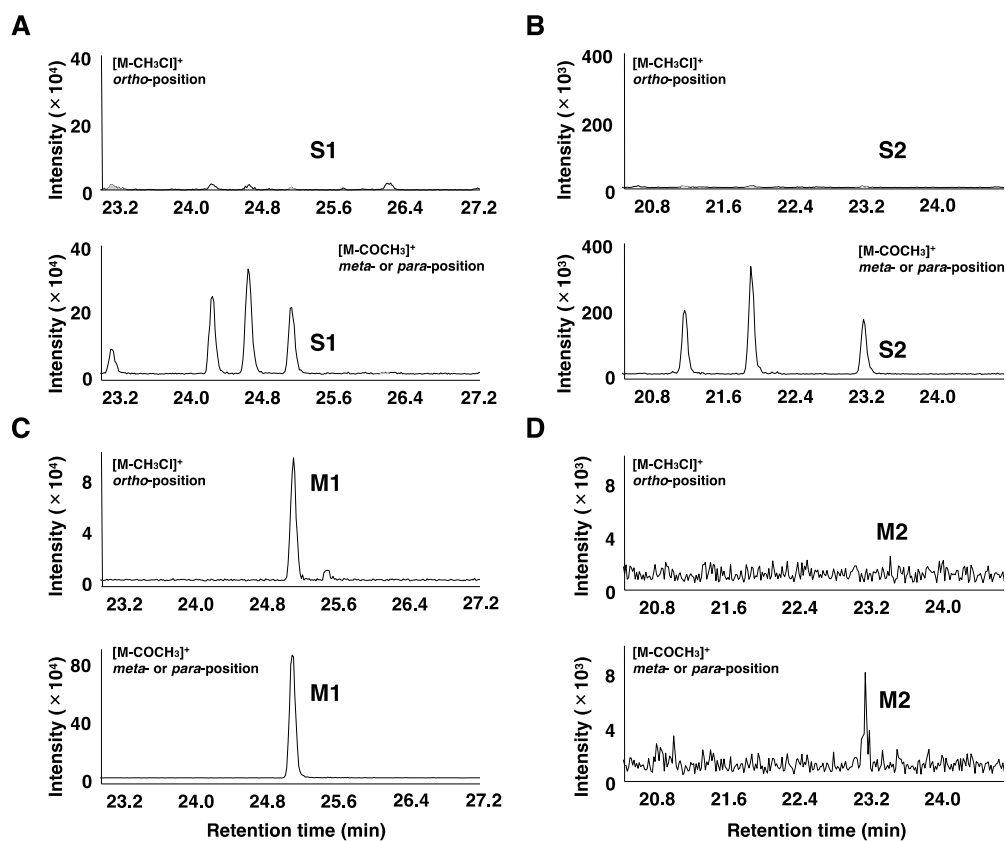 A
Intensity (×10⁴)
40
20
0
[M-CH₃Cl]⁺
ortho-position
S1
23.2 24.0 24.8 25.6 26.4 27.2
Intensity (×10⁴)
40
20
0
[M-COCH₃]⁺
meta- or para-position
S1
23.2 24.0 24.8 25.6 26.4 27.2
B
Intensity (×10³)
400
200
0
[M-CH₃Cl]⁺
ortho-position
S2
20.8 21.6 22.4 23.2 24.0
Intensity (×10³)
400
200
0
[M-COCH₃]⁺
meta- or para-position
S2
20.8 21.6 22.4 23.2 24.0
C
Intensity (×10⁴)
8
4
0
[M-CH₃Cl]⁺
ortho-position
M1
23.2 24.0 24.8 25.6 26.4 27.2
Intensity (×10⁴)
80
40
0
[M-COCH₃]⁺
meta- or para-position
M1
23.2 24.0 24.8 25.6 26.4 27.2
Retention time (min)
D
Intensity (×10³)
8
4
0
[M-CH₃Cl]⁺
ortho-position
M2
20.8 21.6 22.4 23.2 24.0
Intensity (×10³)
8
4
0
[M-COCH₃]⁺
meta- or para-position
M2
20.8 21.6 22.4 23.2 24.0
Retention time (min)